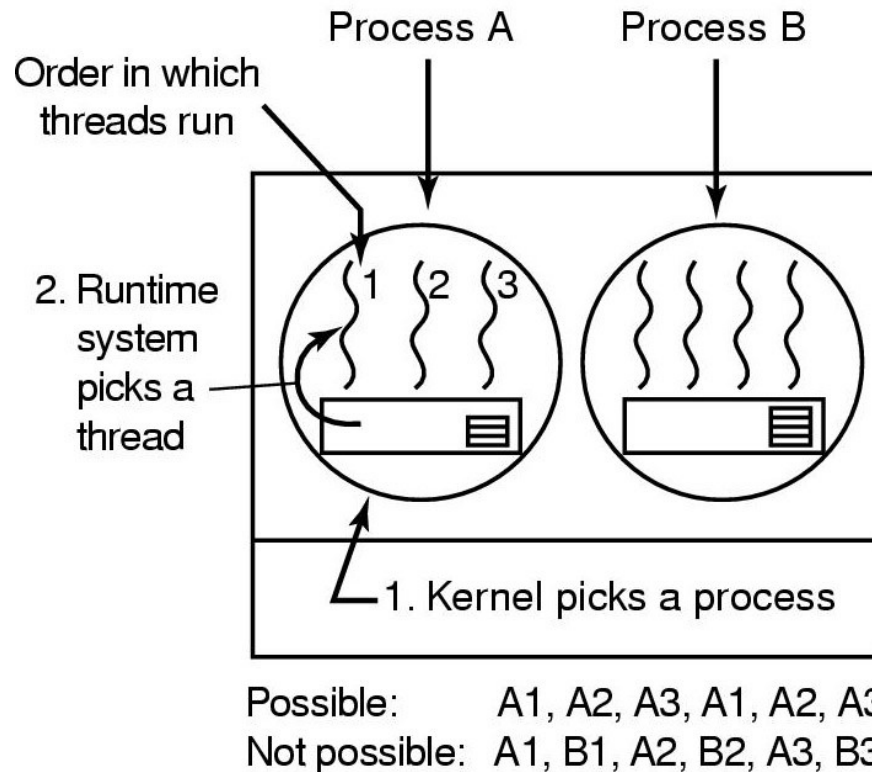 Process A
Process B
Order in which
threads run
1
2
3
2. Runtime
system
picks a
thread
1. Kernel picks a process
Possible: A1, A2, A3, A1, A2, A3
Not possible: A1, B1, A2, B2, A3, B3